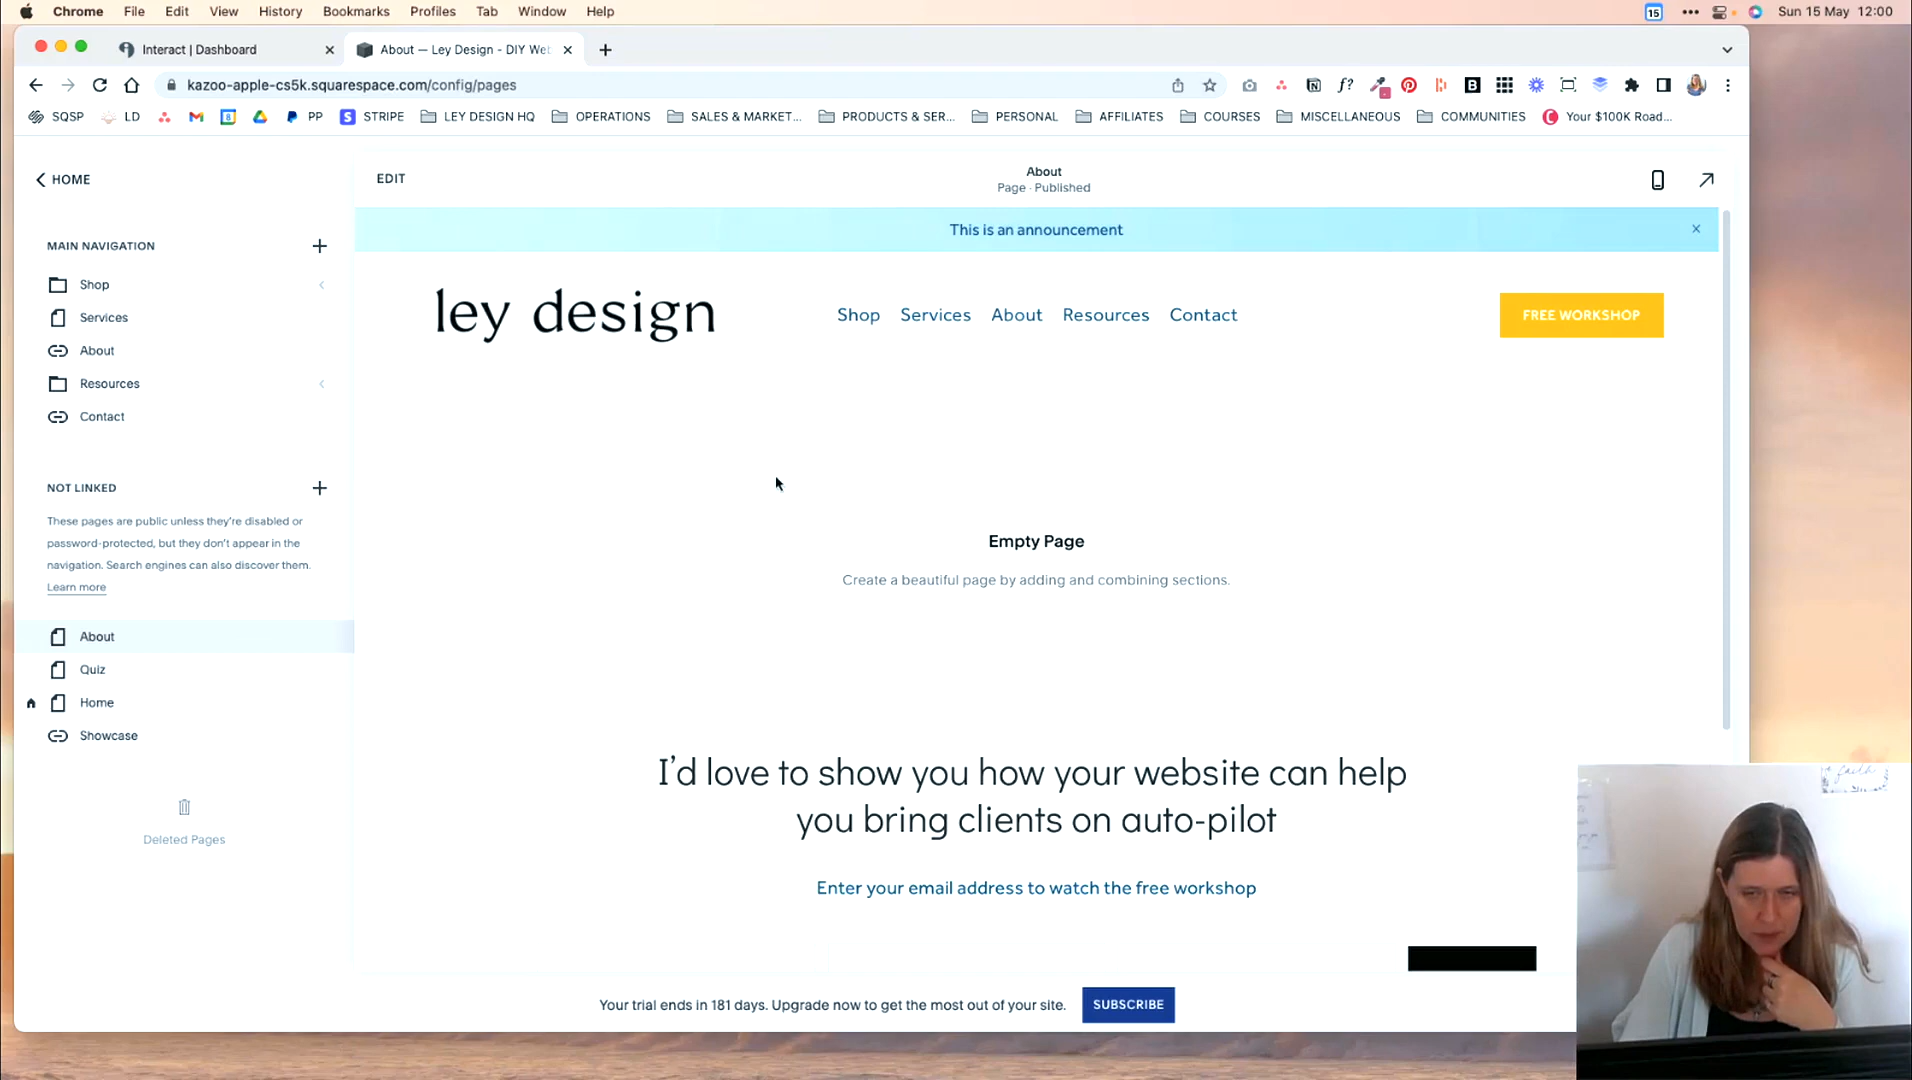 Chrome File Edit View History Bookmarks Profiles Tab Window Help 15 Sun 15 May 12:00
Interact | Dashboard About — Ley Design - DIY Wet
kazoo-apple-cs5k.squarespace.com/config/pages
SQSP LD PP STRIPE LEY DESIGN HQ OPERATIONS SALES & MARKET... PRODUCTS & SER... PERSONAL AFFILIATES COURSES MISCELLANEOUS COMMUNITIES Your $100K Road...
HOME
EDIT
About
Page · Published
MAIN NAVIGATION
Shop
Services
About
Resources
Contact
NOT LINKED
These pages are public unless they're disabled or
password-protected, but they don't appear in the
navigation. Search engines can also discover them.
Learn more
About
Quiz
Home
Showcase
Deleted Pages
This is an announcement
ley design Shop Services About Resources Contact FREE WORKSHOP
Empty Page
Create a beautiful page by adding and combining sections.
I'd love to show you how your website can help
you bring clients on auto-pilot
Enter your email address to watch the free workshop
Your trial ends in 181 days. Upgrade now to get the most out of your site. SUBSCRIBE
faith